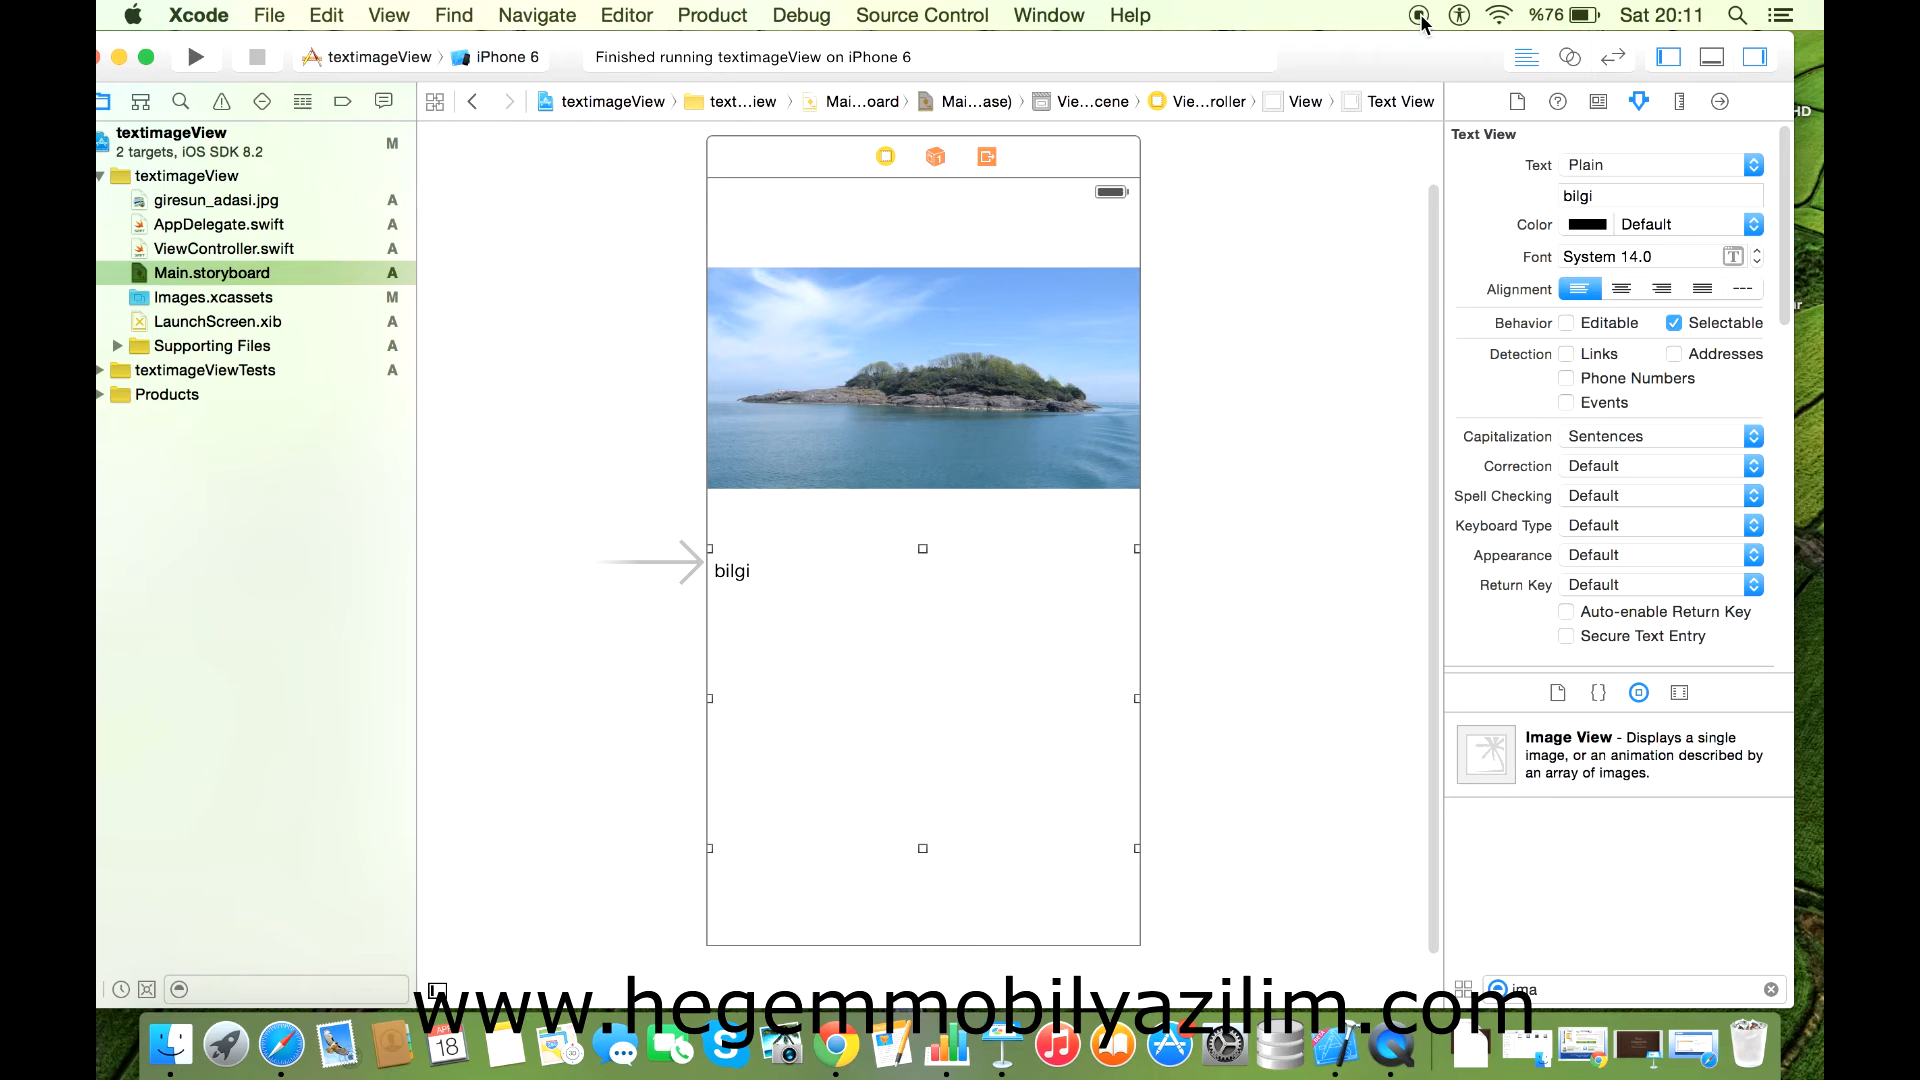 Xcode File Edit View Find Navigate Editor Product Debug Source Control Window Help %76 Sat 20:11
textimageView iPhone 6 Finished running textimageView on iPhone 6
textimageView text...iew Mai...oard Mai...ase) Vie...cene Vie...roller View Text View
HD
textimageView
2 targets, iOS SDK 8.2 M
textimageView
giresun_adasi.jpg A
AppDelegate.swift A
ViewController.swift A
Main.storyboard A
Images.xcassets M
LaunchScreen.xib A
Supporting Files A
textimageViewTests A
Products
bilgi
Text View
Text Plain
bilgi
Color Default
Font System 14.0
Alignment
Behavior Editable Selectable
Detection Links Addresses
Phone Numbers
Events
Capitalization Sentences
Correction Default
Spell Checking Default
Keyboard Type Default
Appearance Default
Return Key Default
Auto-enable Return Key
Secure Text Entry
Image View - Displays a single
image, or an animation described by
an array of images.
ima
www.hegemmobilyazilim.com
18